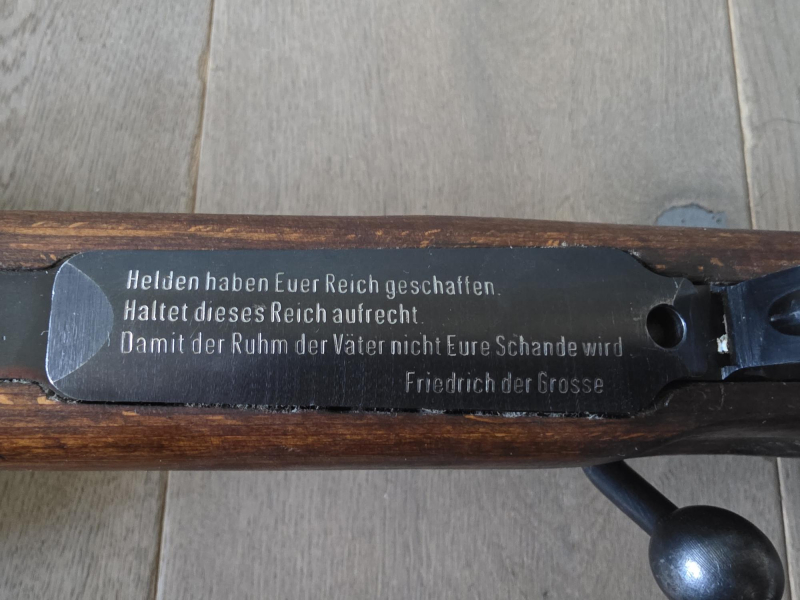 Helden haben Euer Reich geschaffen.
Haltet dieses Reich aufrecht.
Damit der Ruhm der Väter nicht Eure Schande wird
Friedrich der Grosse